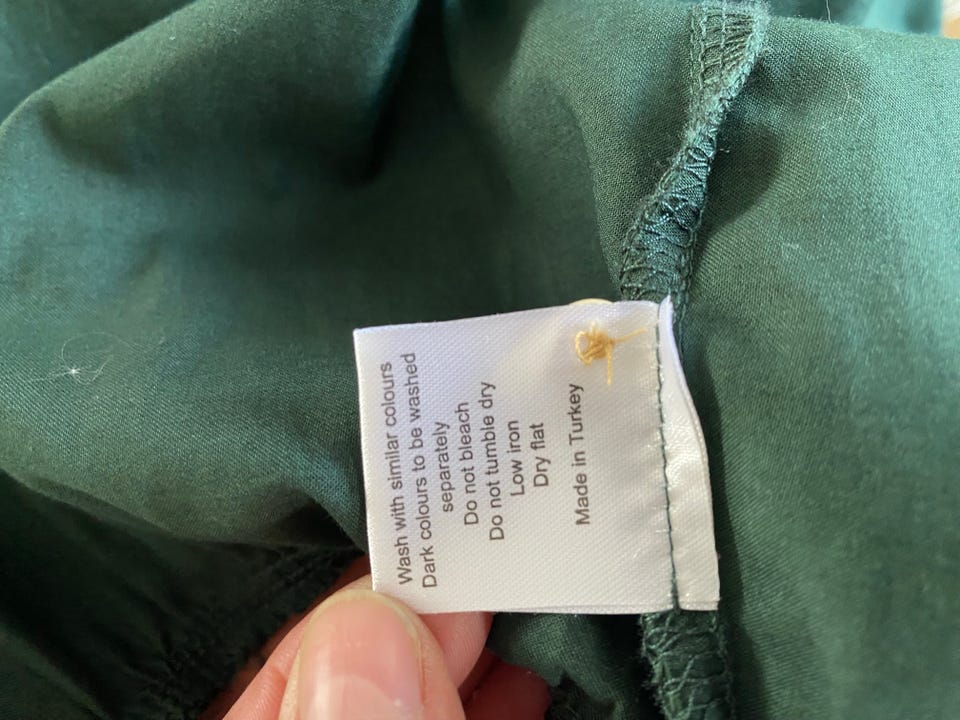 Wash with similar colours
Dark colours to be washed
separately
Do not bleach
Do not tumble dry
Low iron
Dry flat
Made in Turkey